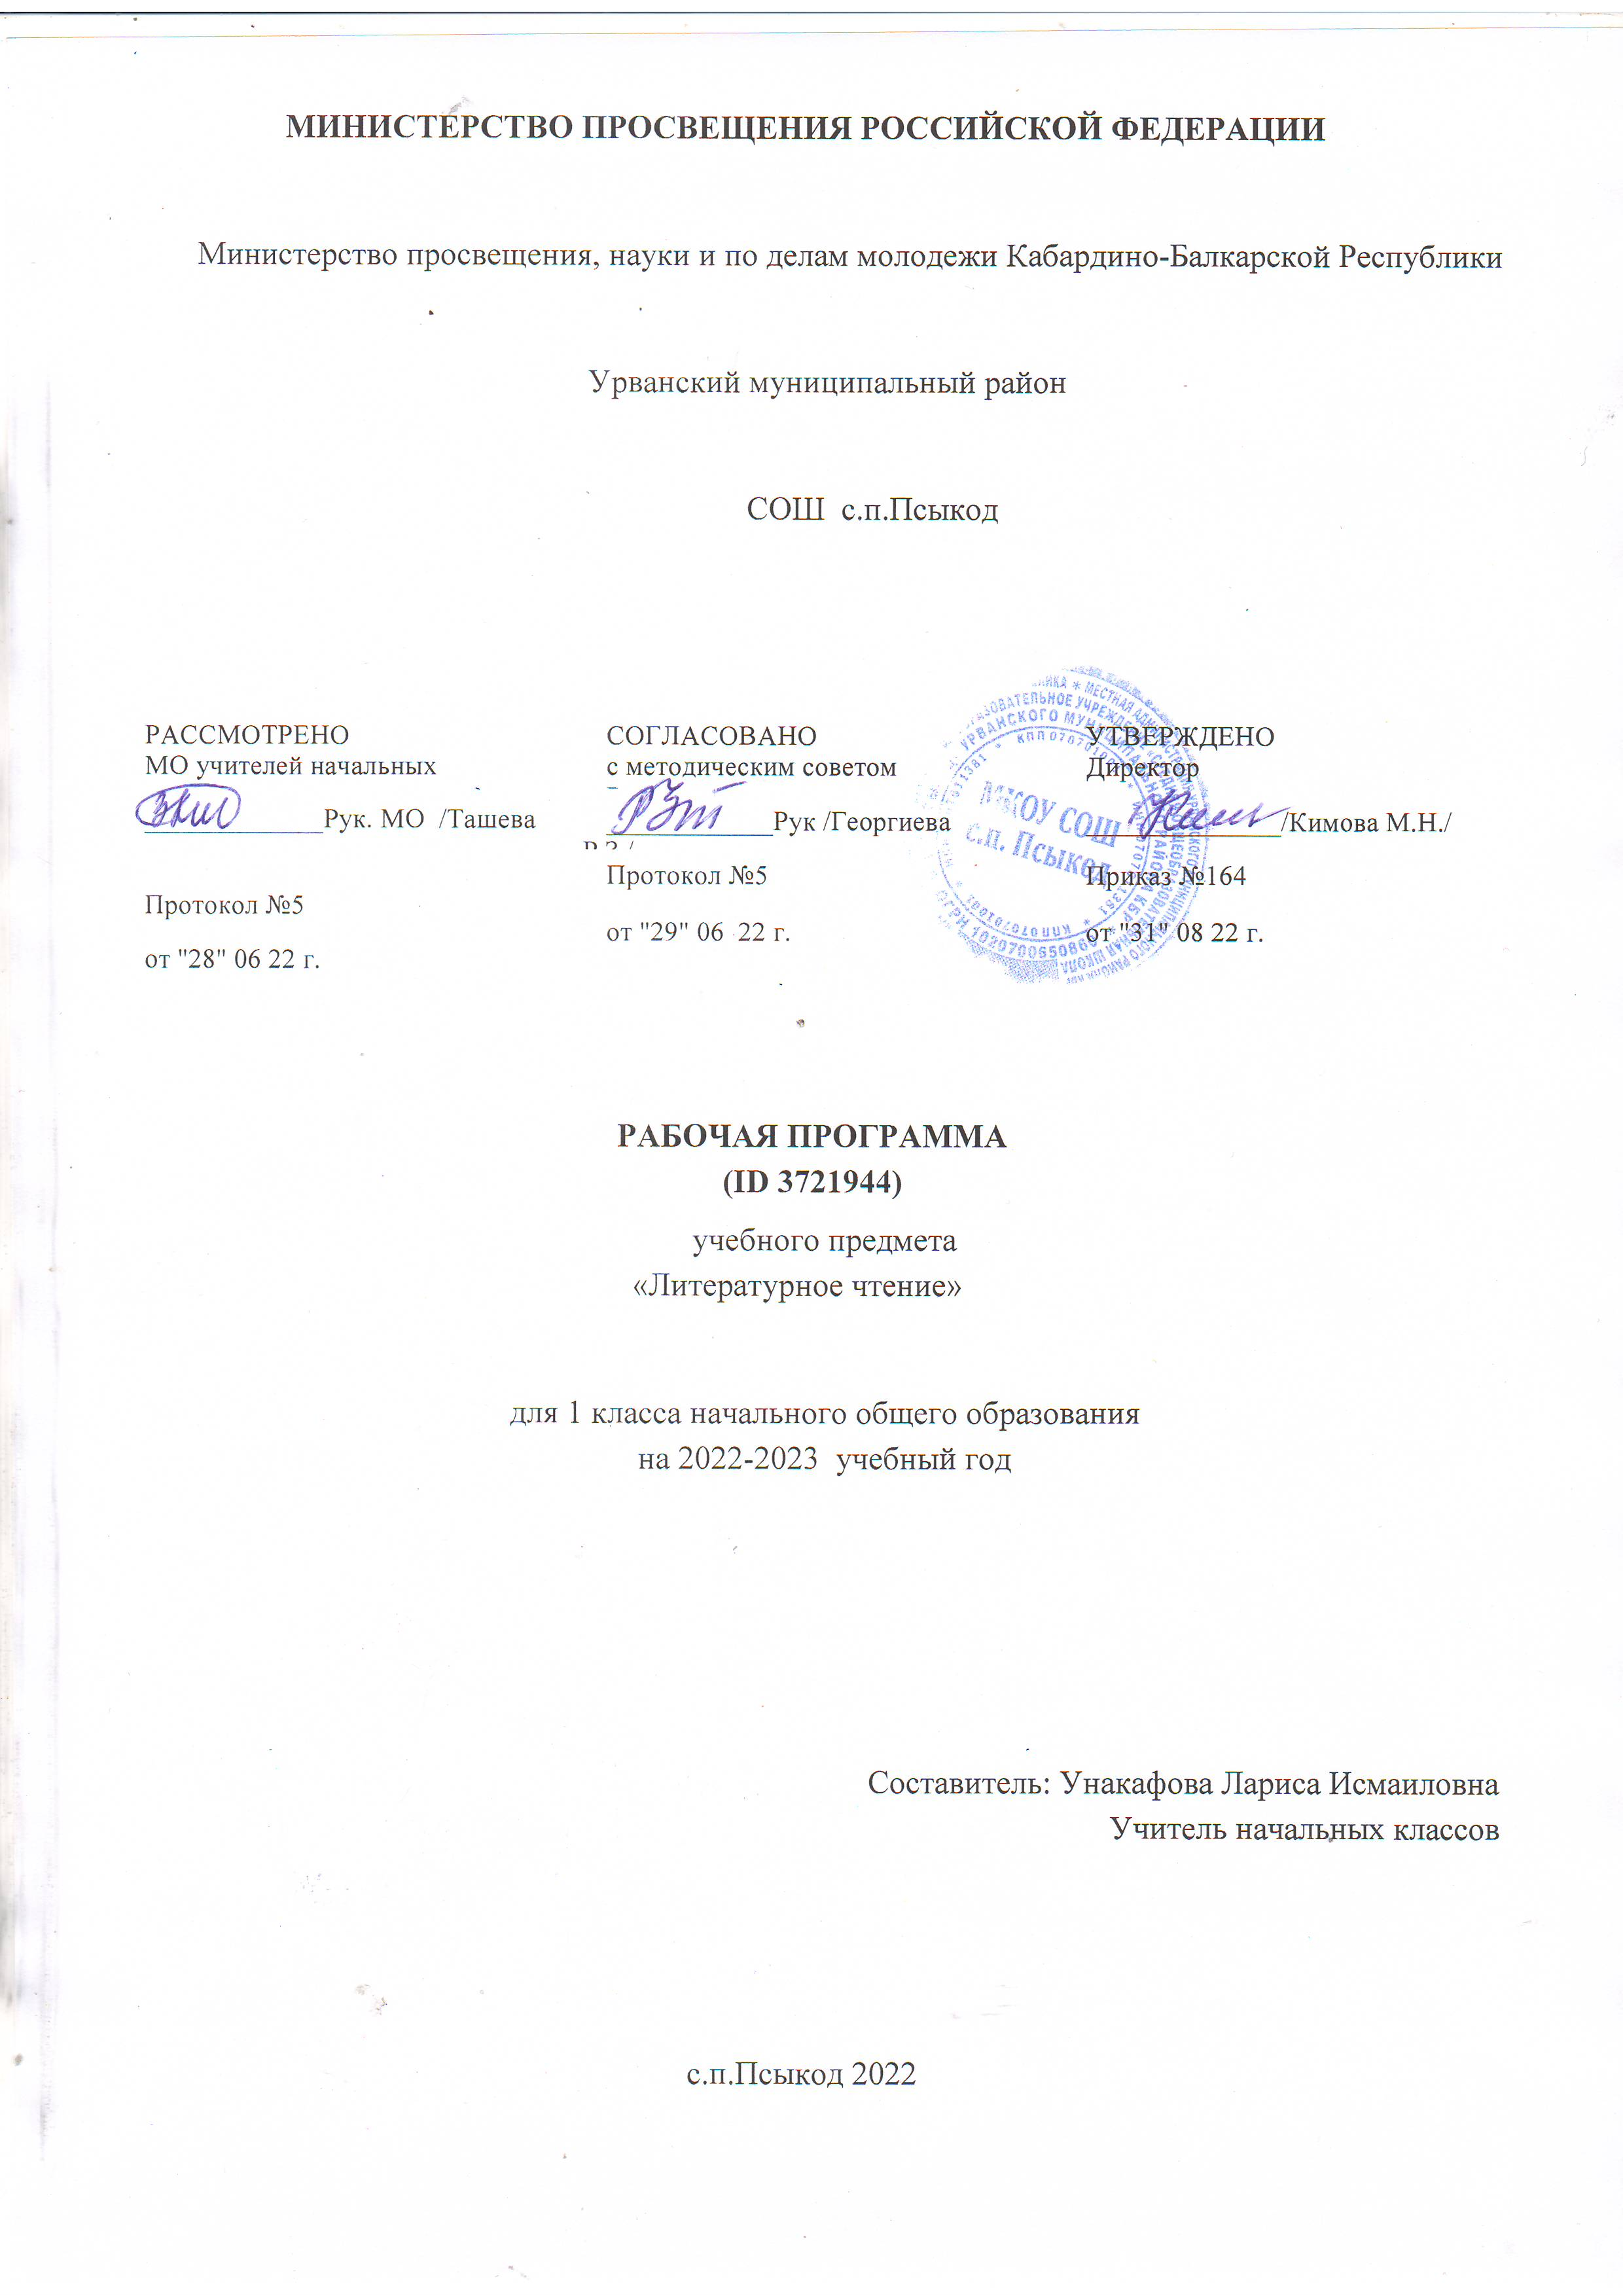 МИНИСТЕРСТВО ПРОСВЕЩЕНИЯ РОССИЙСКОЙ ФЕДЕРАЦИИ
Министерство просвещения, науки и по делам молодежи Кабардино-Балкарской Республики
Урванский муниципальный район
СОШ с.п.Псыкод
РАССМОТРЕНО
МО учителей начальных
Рук. МО /Ташева
Протокол №5
от "28" 06 22 г.
СОГЛАСОВАНО
с методическим советом
Рук /Георгиева
Протокол №5
от "29" 06 22 г.
УТВЕРЖДЕНО
Директор
/Кимова М.Н./
Приказ №164
от "31" 08 22 г.
МКОУ СОШ
с.п. Псыкод
РАБОЧАЯ ПРОГРАММА
(ID 3721944)
учебного предмета
«Литературное чтение»
для 1 класса начального общего образования
на 2022-2023 учебный год
Составитель: Унакафова Лариса Исмаиловна
Учитель начальных классов
с.п.Псыкод 2022